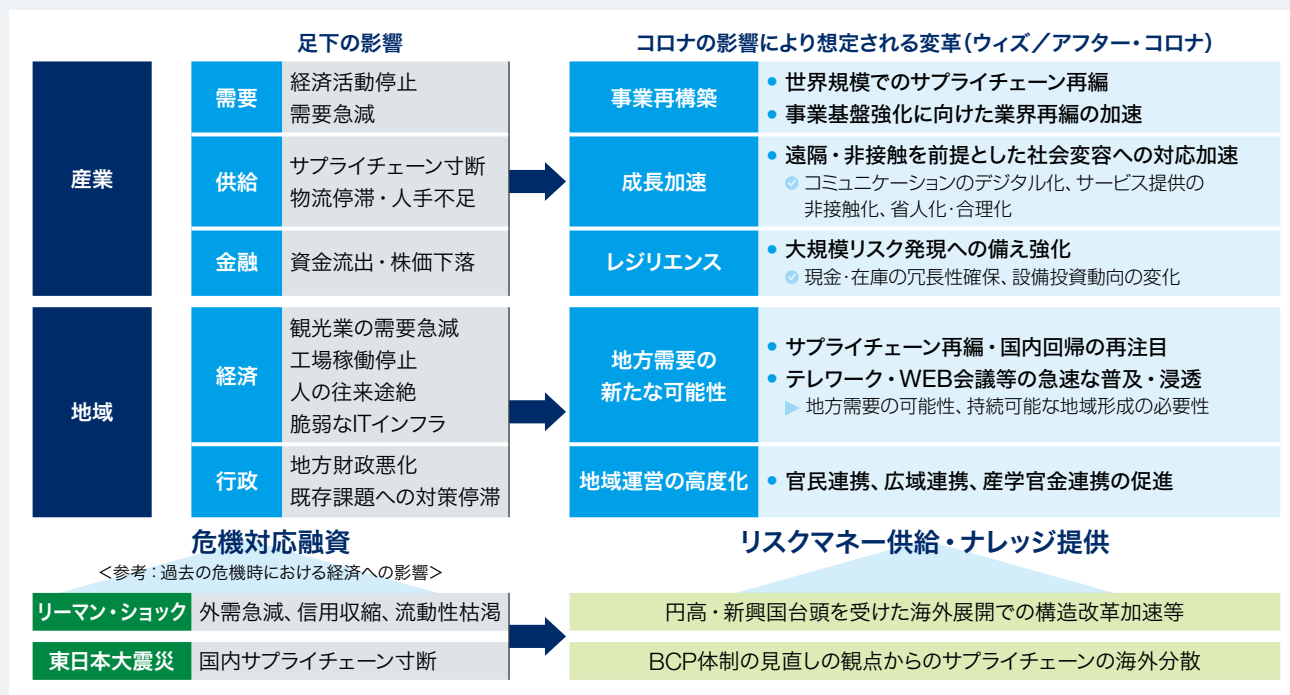 足下の影響
コロナの影響により想定される変革（ウィズ／アフター・コロナ）
産業
需要
経済活動停止
需要急減
供給
サプライチェーン寸断
物流停滞・人手不足
金融
資金流出・株価下落
事業再構築
• 世界規模でのサプライチェーン再編
• 事業基盤強化に向けた業界再編の加速
成長加速
• 遠隔・非接触を前提とした社会変容への対応加速
コミュニケーションのデジタル化、サービス提供の
非接触化、省人化・合理化
レジリエンス
• 大規模リスク発現への備え強化
現金・在庫の冗長性確保、設備投資動向の変化
地域
経済
観光業の需要急減
工場稼働停止
人の往来途絶
脆弱なITインフラ
行政
地方財政悪化
既存課題への対策停滞
地方需要の
新たな可能性
• サプライチェーン再編・国内回帰の再注目
• テレワーク・WEB会議等の急速な普及・浸透
▶ 地方需要の可能性、持続可能な地域形成の必要性
地域運営の高度化
• 官民連携、広域連携、産学官金連携の促進
危機対応融資
リスクマネー供給・ナレッジ提供
＜参考：過去の危機時における経済への影響＞
リーマン・ショック
外需急減、信用収縮、流動性枯渇
円高・新興国台頭を受けた海外展開での構造改革加速等
東日本大震災
国内サプライチェーン寸断
BCP体制の見直しの観点からのサプライチェーンの海外分散